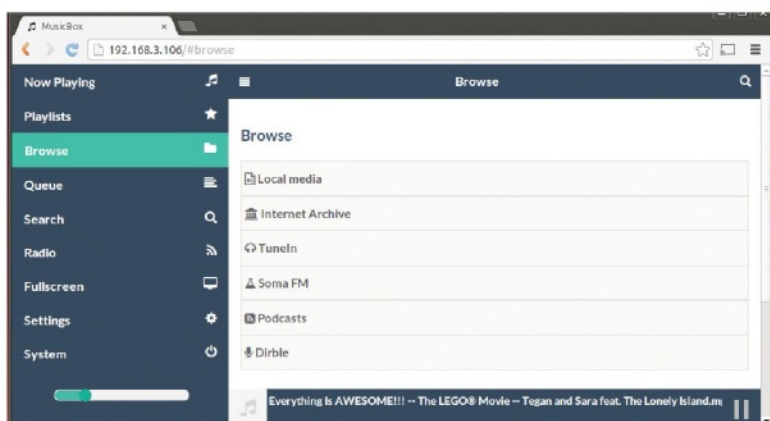 MusicBox
192.168.3.106/#browse
Now Playing
Playlists
Browse
Queue
Search
Radio
Fullscreen
Settings
System
Browse
Browse
Local media
Internet Archive
TuneIn
Soma FM
Podcasts
Dirble
Everything Is AWESOME!!! -- The LEGO® Movie -- Tegan and Sara feat. The Lonely Island.m